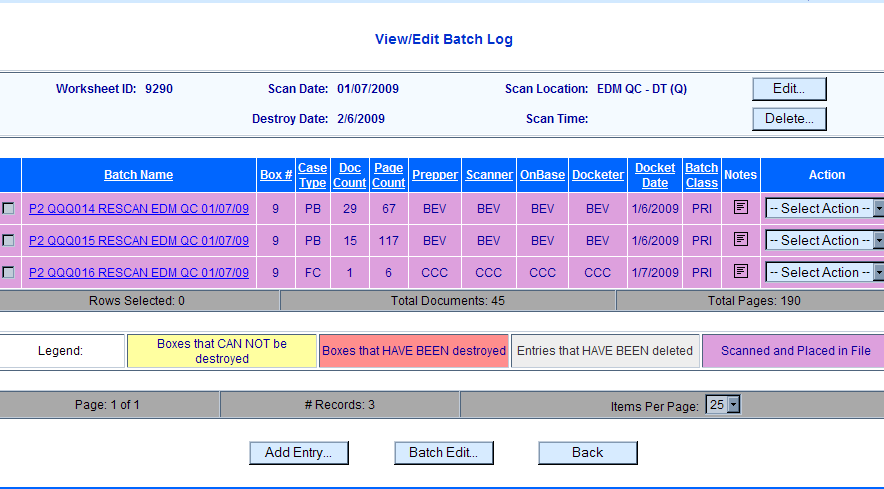 View/Edit Batch Log
Worksheet ID: 9290 Scan Date: 01/07/2009 Scan Location: EDM QC - DT (Q) Edit...
Destroy Date: 2/6/2009 Scan Time: Delete...
Batch Name Box # Case Type Doc Count Page Count Prepper Scanner OnBase Docketer Docket Date Batch Class Notes Action
P2 QQQ014 RESCAN EDM QC 01/07/09 9 PB 29 67 BEV BEV BEV BEV 1/6/2009 PRI -- Select Action --
P2 QQQ015 RESCAN EDM QC 01/07/09 9 PB 15 117 BEV BEV BEV BEV 1/6/2009 PRI -- Select Action --
P2 QQQ016 RESCAN EDM QC 01/07/09 9 FC 1 6 CCC CCC CCC CCC 1/7/2009 PRI -- Select Action --
Rows Selected: 0 Total Documents: 45 Total Pages: 190
Legend: Boxes that CAN NOT be destroyed Boxes that HAVE BEEN destroyed Entries that HAVE BEEN deleted Scanned and Placed in File
Page: 1 of 1 # Records: 3 Items Per Page: 25
Add Entry... Batch Edit... Back